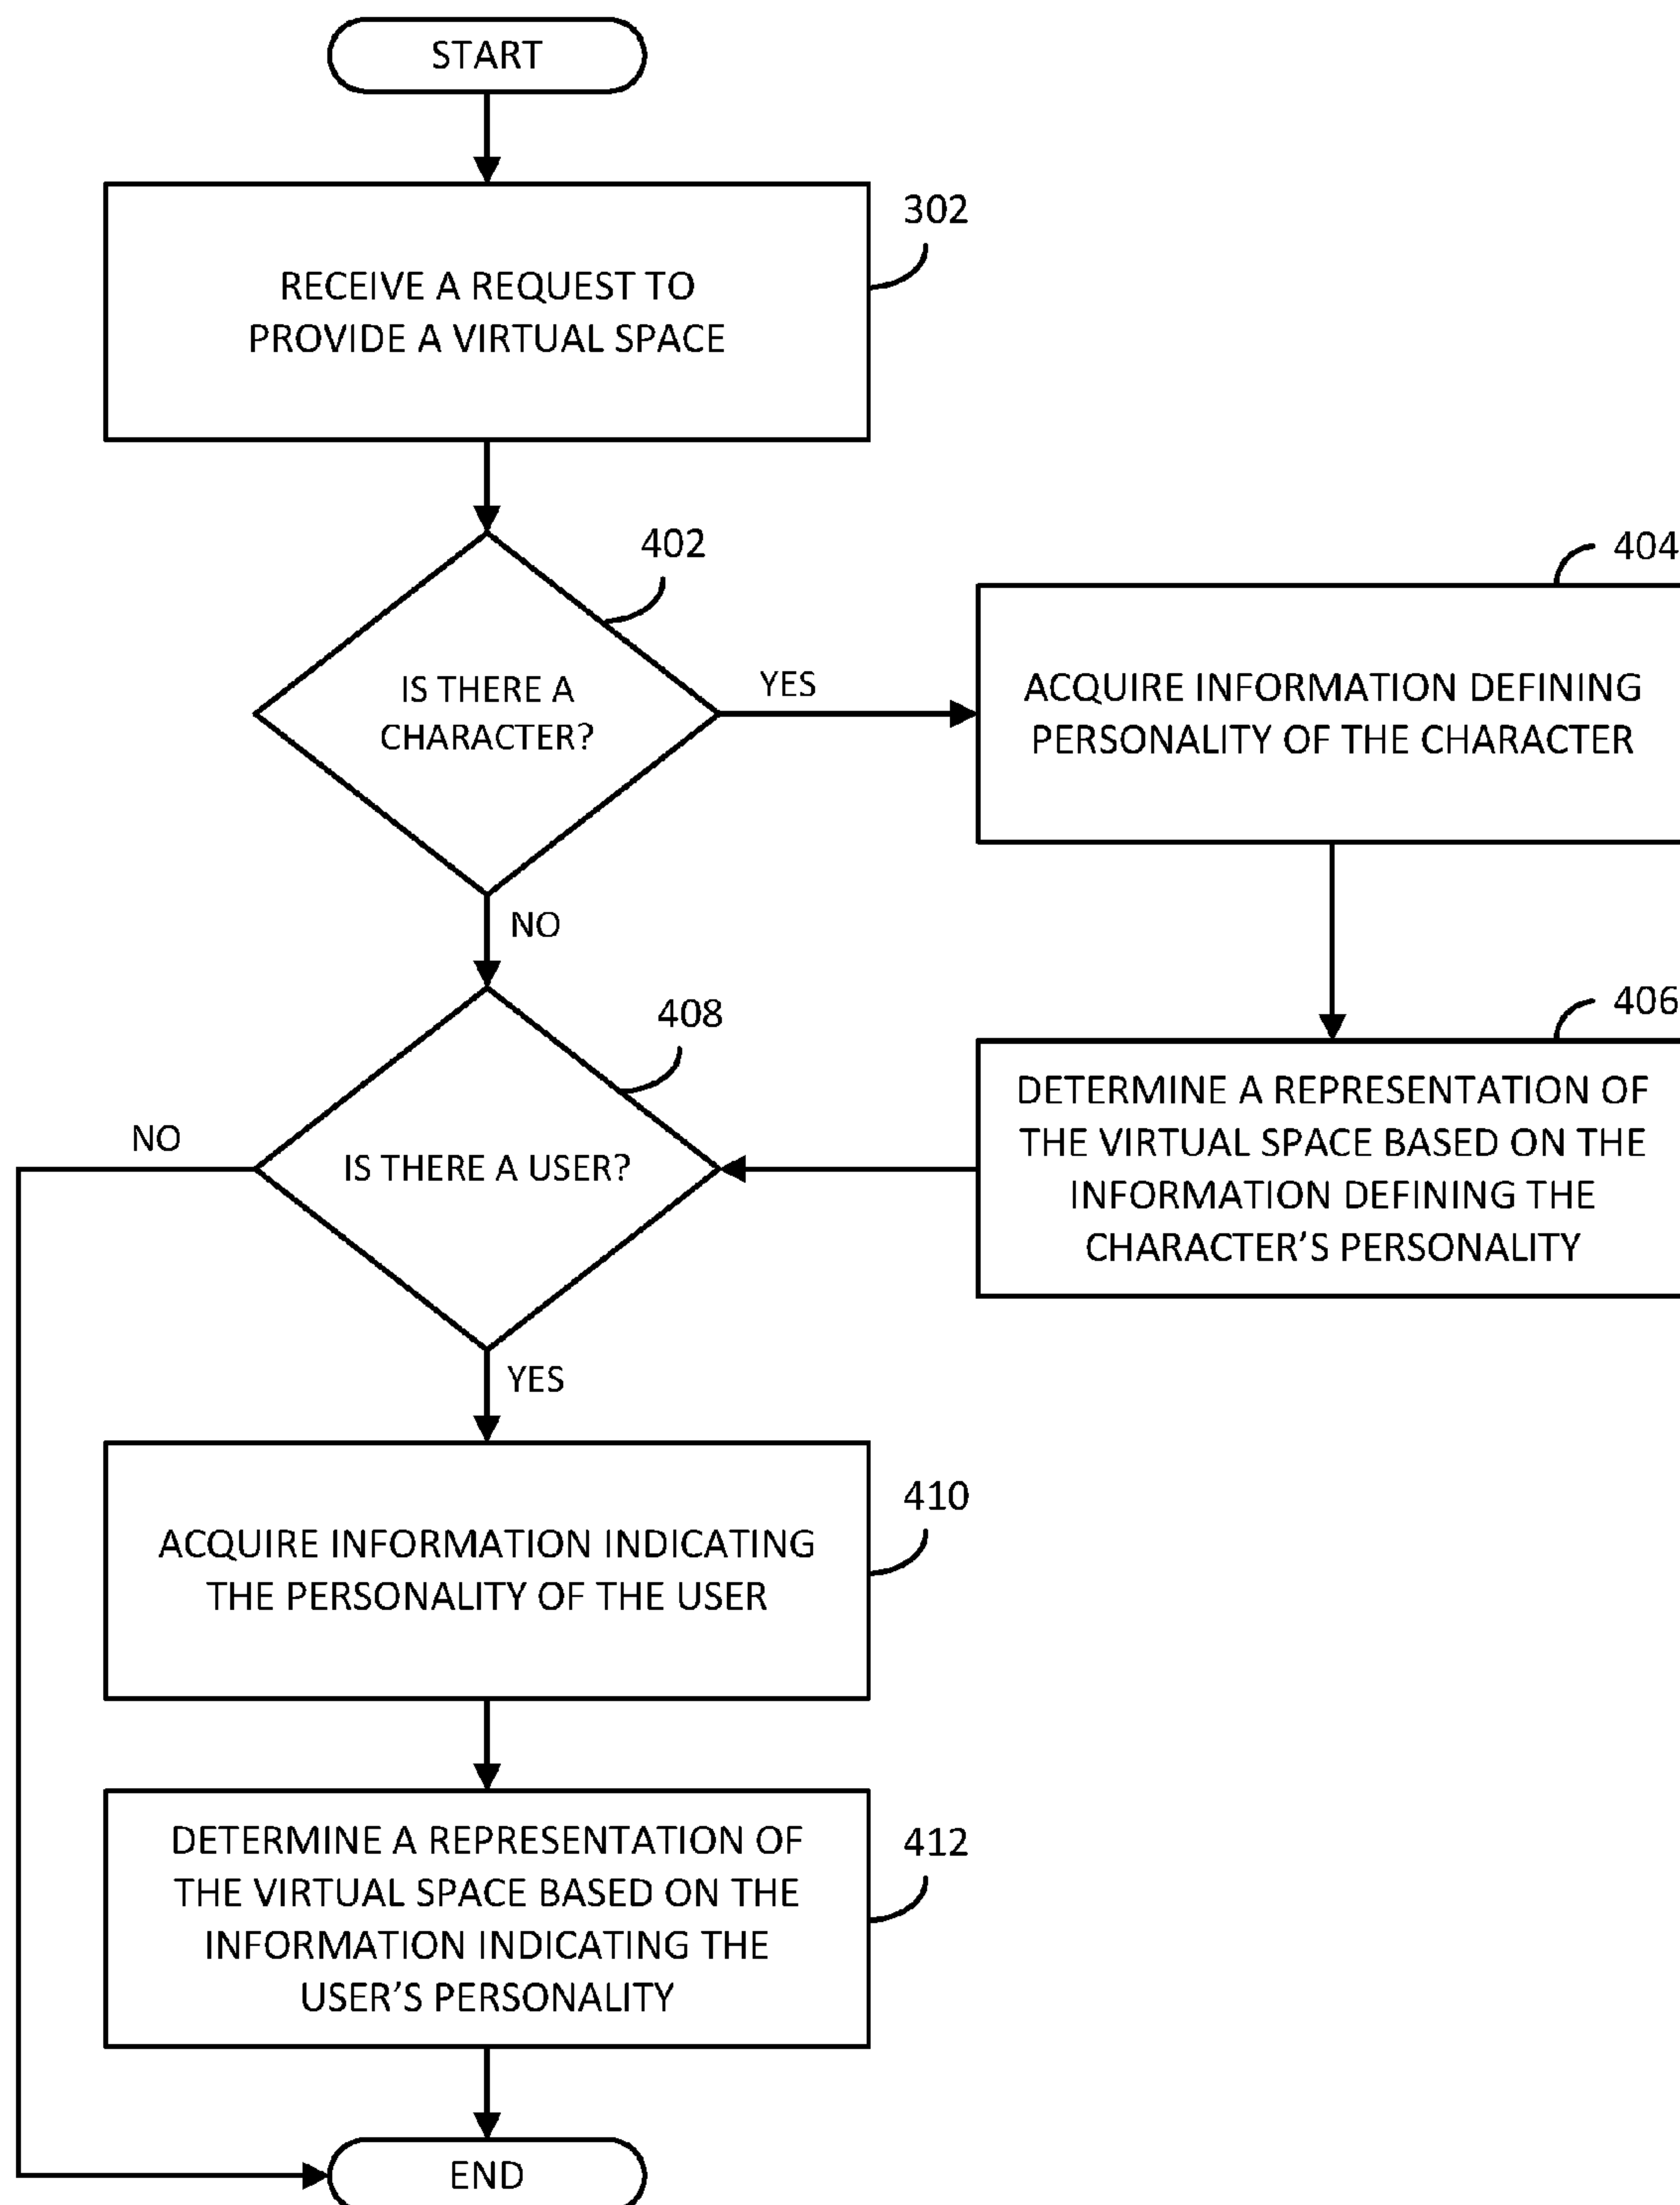 START
302
RECEIVE A REQUEST TO
PROVIDE A VIRTUAL SPACE
402
IS THERE A
CHARACTER?
YES
404
ACQUIRE INFORMATION DEFINING
PERSONALITY OF THE CHARACTER
NO
406
DETERMINE A REPRESENTATION OF
THE VIRTUAL SPACE BASED ON THE
INFORMATION DEFINING THE
CHARACTER’S PERSONALITY
408
IS THERE A USER?
NO
YES
410
ACQUIRE INFORMATION INDICATING
THE PERSONALITY OF THE USER
412
DETERMINE A REPRESENTATION OF
THE VIRTUAL SPACE BASED ON THE
INFORMATION INDICATING THE
USER’S PERSONALITY
END